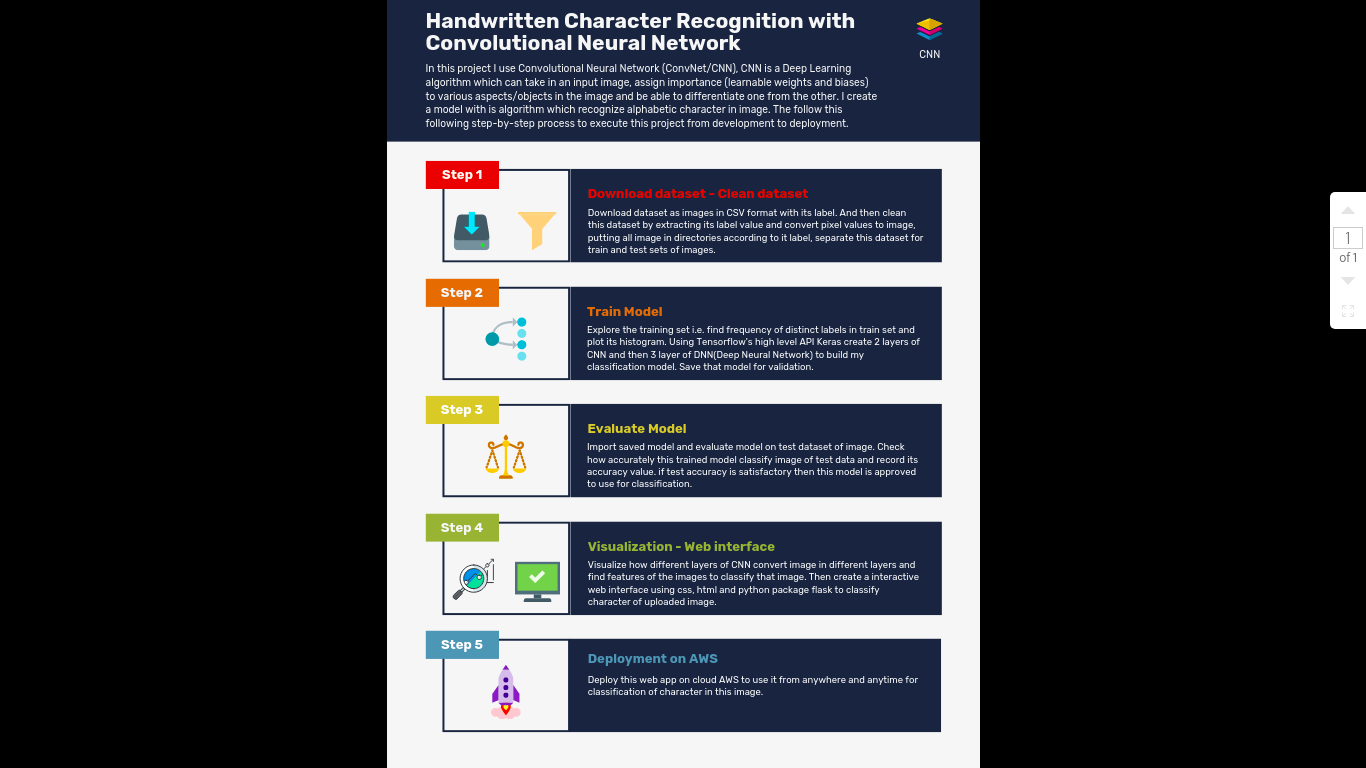 Handwritten Character Recognition with
Convolutional Neural Network
CNN
In this project I use Convolutional Neural Network (ConvNet/CNN), CNN is a Deep Learning
algorithm which can take in an input image, assign importance (learnable weights and biases)
to various aspects/objects in the image and be able to differentiate one from the other. I create
a model with is algorithm which recognize alphabetic character in image. The follow this
following step-by-step process to execute this project from development to deployment.
Step 1
Download dataset - Clean dataset
Download dataset as images in CSV format with its label. And then clean
this dataset by extracting its label value and convert pixel values to image,
putting all image in directories according to it label, separate this dataset for
train and test sets of images.
Step 2
Train Model
Explore the training set i.e. find frequency of distinct labels in train set and
plot its histogram. Using Tensorflow's high level API Keras create 2 layers of
CNN and then 3 layer of DNN(Deep Neural Network) to build my
classification model. Save that model for validation.
Step 3
Evaluate Model
Import saved model and evaluate model on test dataset of image. Check
how accurately this trained model classify image of test data and record its
accuracy value. if test accuracy is satisfactory then this model is approved
to use for classification.
Step 4
Visualization - Web interface
Visualize how different layers of CNN convert image in different layers and
find features of the images to classify that image. Then create a interactive
web interface using css, html and python package flask to classify
character of uploaded image.
Step 5
Deployment on AWS
Deploy this web app on cloud AWS to use it from anywhere and anytime for
classification of character in this image.
1
of 1